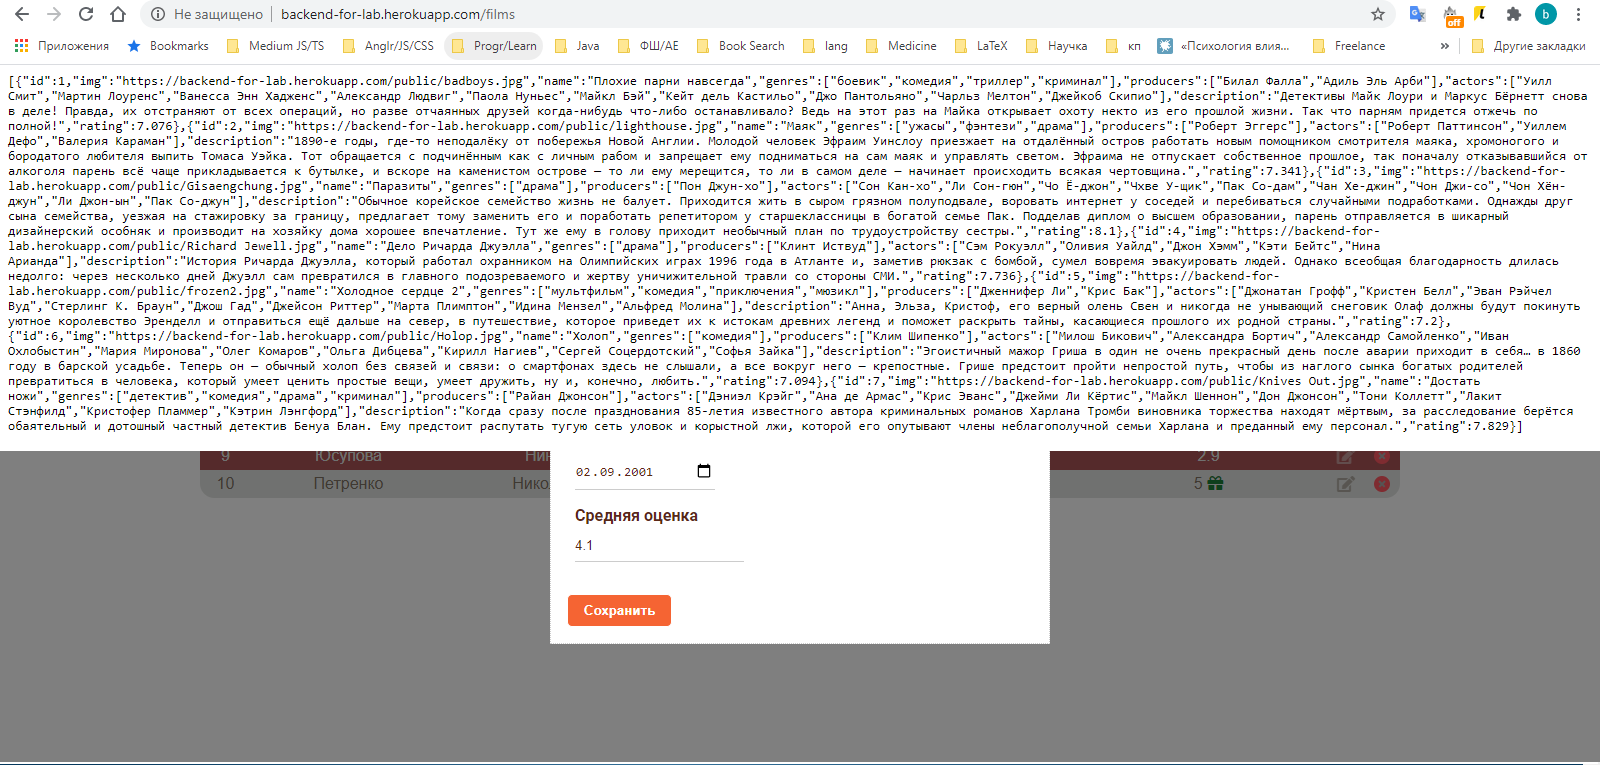 Не защищено
backend-for-lab.herokuapp.com/films
off
b
Приложения
Bookmarks
Medium JS/TS
Anglr/JS/CSS
Progr/Learn
Java
ФШ/АЕ
Book Search
lang
Medicine
LaTeX
Научка
кп
«Психология влия...
Freelance
»
Другие закладки
[{"id":1,"img":"https://backend-for-lab.herokuapp.com/public/badboys.jpg","name":"Плохие парни навсегда","genres":["боевик","комедия","триллер","криминал"],"producers":["Билал Фалла","Адиль Эль Арби"],"actors":["Уилл
Смит","Мартин Лоуренс","Ванесса Энн Хадженс","Александр Людвиг","Паола Нуньес","Майкл Бэй","Кейт дель Кастильо","Джо Пантольяно","Чарльз Мелтон","Джейкоб Скипио"],"description":"Детективы Майк Лоури и Маркус Бёрнетт снова
в деле! Правда, их отстраняют от всех операций, но разве отчаянных друзей когда-нибудь что-либо останавливало? Ведь на этот раз на Майка открывает охоту некто из его прошлой жизни. Так что парням придется отжечь по
полной!","rating":7.076},{"id":2,"img":"https://backend-for-lab.herokuapp.com/public/lighthouse.jpg","name":"Маяк","genres":["ужасы","фэнтези","драма"],"producers":["Роберт Эггерс"],"actors":["Роберт Паттинсон","Уиллем
Дефо","Валерия Караман"],"description":"1890-е годы, где-то неподалёку от побережья Новой Англии. Молодой человек Эфраим Уинслоу приезжает на отдалённый остров работать новым помощником смотрителя маяка, хромоногого и
бородатого любителя выпить Томаса Уэйка. Тот обращается с подчинённым как с личным рабом и запрещает ему подниматься на сам маяк и управлять светом. Эфраима не отпускает собственное прошлое, так поначалу отказывавшийся от
алкоголя парень всё чаще прикладывается к бутылке, и вскоре на каменистом острове — то ли ему мерещится, то ли в самом деле — начинает происходить всякая чертовщина.","rating":7.341},{"id":3,"img":"https://backend-for-
lab.herokuapp.com/public/Gisaengchung.jpg","name":"Паразиты","genres":["драма"],"producers":["Пон Джун-хо"],"actors":["Сон Кан-хо","Ли Сон-гюн","Чо Ё-джон","Чхве У-щик","Пак Со-дам","Чан Хе-джин","Чон Джи-со","Чон Хён-
джун","Ли Джон-ын","Пак Со-джун"],"description":"Обычное корейское семейство жизнь не балует. Приходится жить в сыром грязном полуподвале, воровать интернет у соседей и перебиваться случайными подработками. Однажды друг
сына семейства, уезжая на стажировку за границу, предлагает тому заменить его и поработать репетитором у старшеклассницы в богатой семье Пак. Подделав диплом о высшем образовании, парень отправляется в шикарный
дизайнерский особняк и производит на хозяйку дома хорошее впечатление. Тут же ему в голову приходит необычный план по трудоустройству сестры.","rating":8.1},{"id":4,"img":"https://backend-for-
lab.herokuapp.com/public/Richard Jewell.jpg","name":"Дело Ричарда Джуэлла","genres":["драма"],"producers":["Клинт Иствуд"],"actors":["Сэм Рокуэлл","Оливия Уайлд","Джон Хэмм","Кэти Бейтс","Нина
Арианда"],"description":"История Ричарда Джуэлла, который работал охранником на Олимпийских играх 1996 года в Атланте и, заметив рюкзак с бомбой, сумел вовремя эвакуировать людей. Однако всеобщая благодарность длилась
недолго: через несколько дней Джуэлл сам превратился в главного подозреваемого и жертву уничижительной травли со стороны СМИ.","rating":7.736},{"id":5,"img":"https://backend-for-
lab.herokuapp.com/public/frozen2.jpg","name":"Холодное сердце 2","genres":["мультфильм","комедия","приключения","мюзикл"],"producers":["Дженнифер Ли","Крис Бак"],"actors":["Джонатан Грофф","Кристен Белл","Эван Рэйчел
Вуд","Стерлинг К. Браун","Джош Гад","Джейсон Риттер","Марта Плимптон","Идина Мензел","Альфред Молина"],"description":"Анна, Эльза, Кристоф, его верный олень Свен и никогда не унывающий снеговик Олаф должны будут покинуть
уютное королевство Эренделл и отправиться ещё дальше на север, в путешествие, которое приведет их к истокам древних легенд и поможет раскрыть тайны, касающиеся прошлого их родной страны.","rating":7.2},
{"id":6,"img":"https://backend-for-lab.herokuapp.com/public/Holop.jpg","name":"Холоп","genres":["комедия"],"producers":["Клим Шипенко"],"actors":["Милош Бикович","Александра Бортич","Александр Самойленко","Иван
Охлобыстин","Мария Миронова","Олег Комаров","Ольга Дибцева","Кирилл Нагиев","Сергей Соцердотский","Софья Зайка"],"description":"Эгоистичный мажор Гриша в один не очень прекрасный день после аварии приходит в себя… в 1860
году в барской усадьбе. Теперь он — обычный холоп без связей и связи: о смартфонах здесь не слышали, а все вокруг него — крепостные. Грише предстоит пройти непростой путь, чтобы из наглого сынка богатых родителей
превратиться в человека, который умеет ценить простые вещи, умеет дружить, ну и, конечно, любить.","rating":7.094},{"id":7,"img":"https://backend-for-lab.herokuapp.com/public/Knives Out.jpg","name":"Достать
ножи","genres":["детектив","комедия","драма","криминал"],"producers":["Райан Джонсон"],"actors":["Дэниэл Крэйг","Ана де Армас","Крис Эванс","Джейми Ли Кёртис","Майкл Шеннон","Дон Джонсон","Тони Коллетт","Лакит
Стэнфилд","Кристофер Пламмер","Кэтрин Лэнгфорд"],"description":"Когда сразу после празднования 85-летия известного автора криминальных романов Харлана Тромби виновника торжества находят мёртвым, за расследование берётся
обаятельный и дотошный частный детектив Бенуа Блан. Ему предстоит распутать тугую сеть уловок и корыстной лжи, которой его опутывают члены неблагополучной семьи Харлана и преданный ему персонал.","rating":7.829}]
9 Юсупова Нин 2.9
02.09.2001
10 Петренко Нико 5
Средняя оценка
4.1
Сохранить